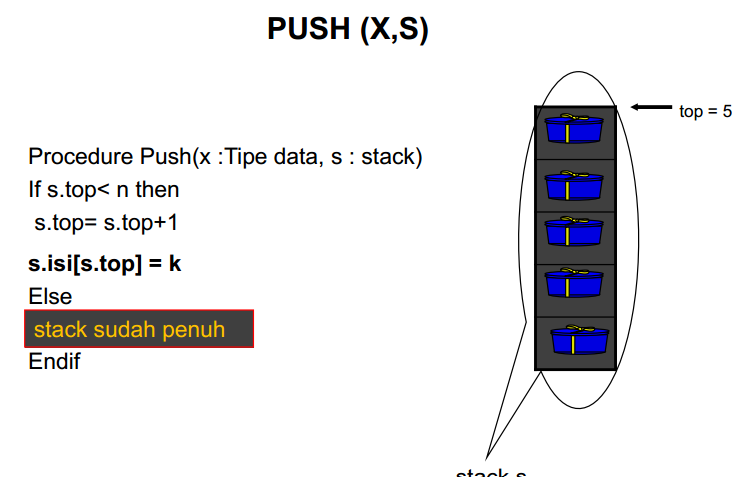 PUSH (X,S)
top = 5
Procedure Push(x :Tipe data, s : stack)
If s.top< n then
s.top= s.top+1
s.isi[s.top] = k
Else
stack sudah penuh
Endif
stack s